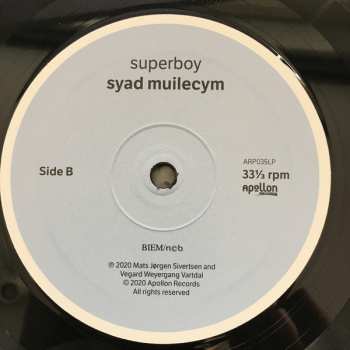 superboy
syad muilecym
Side B
ARP035LP
33⅓ rpm
Apollon
BIEM/n©b
℗ 2020 Mats Jørgen Sivertsen and
Vegard Weyergang Vartdal
© 2020 Apollon Records
All rights reserved